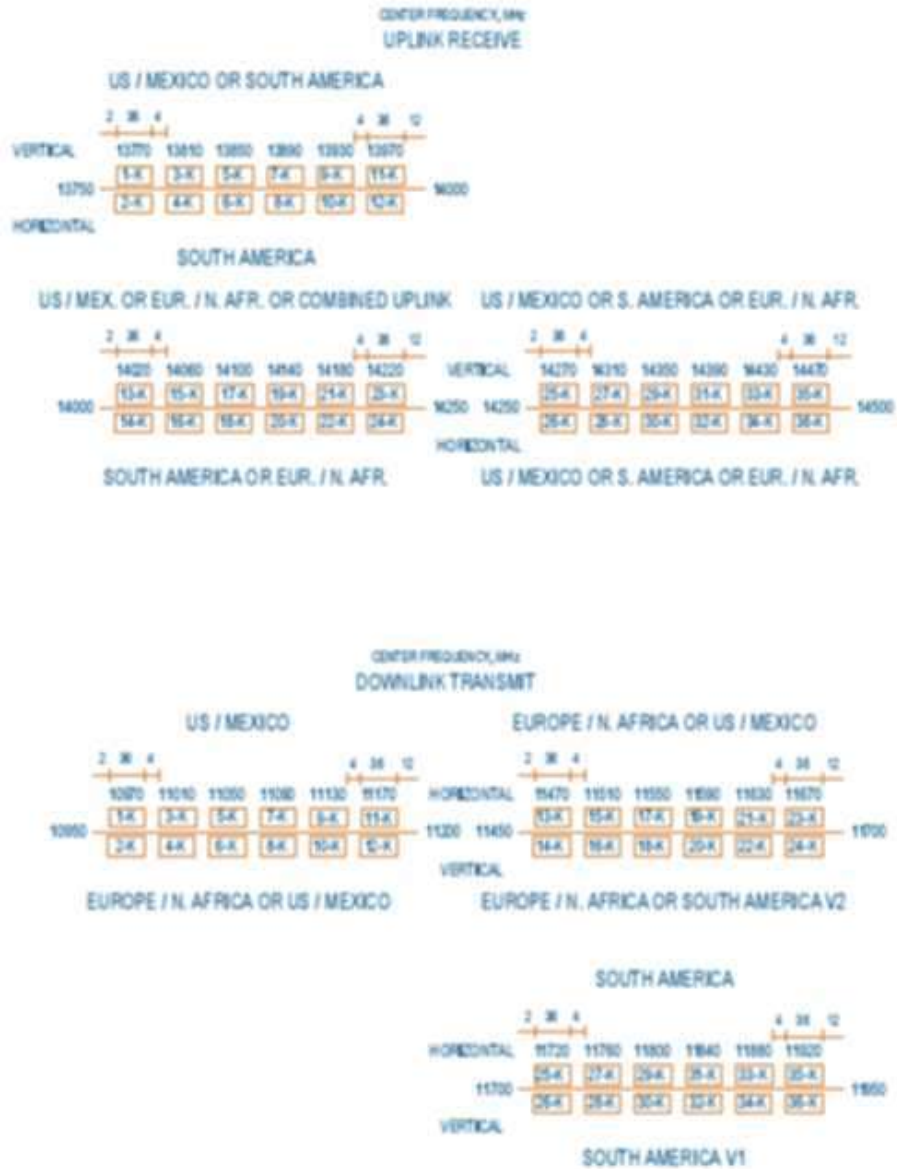 CENTER FREQUENCY, MHz
UPLINK RECEIVE
US / MEXICO OR SOUTH AMERICA
2 36 4 4 36 12
VERTICAL 13770 13810 13850 13890 13930 13970
1-K 3-K 5-K 7-K 9-K 11-K
13750 14000
2-K 4-K 6-K 8-K 10-K 12-K
HORIZONTAL
SOUTH AMERICA
US / MEX. OR EUR. / N. AFR. OR COMBINED UPLINK US / MEXICO OR S. AMERICA OR EUR. / N. AFR.
2 36 4 4 36 12 2 36 4 4 36 12
14020 14060 14100 14140 14180 14220 VERTICAL 14270 14310 14350 14390 14430 14470
13-K 15-K 17-K 19-K 21-K 23-K 25-K 27-K 29-K 31-K 33-K 35-K
14000 14250 14250 14500
14-K 16-K 18-K 20-K 22-K 24-K 26-K 28-K 30-K 32-K 34-K 36-K
HORIZONTAL
SOUTH AMERICA OR EUR. / N. AFR. US / MEXICO OR S. AMERICA OR EUR. / N. AFR.
CENTER FREQUENCY, MHz
DOWNLINK TRANSMIT
US / MEXICO EUROPE / N. AFRICA OR US / MEXICO
2 36 4 4 36 12 2 36 4 4 36 12
10970 11010 11050 11090 11130 11170 HORIZONTAL 11470 11510 11550 11590 11630 11670
1-K 3-K 5-K 7-K 9-K 11-K 13-K 15-K 17-K 19-K 21-K 23-K
10950 11200 11450 11700
2-K 4-K 6-K 8-K 10-K 12-K 14-K 16-K 18-K 20-K 22-K 24-K
VERTICAL
EUROPE / N. AFRICA OR US / MEXICO EUROPE / N. AFRICA OR SOUTH AMERICA V2
SOUTH AMERICA
2 36 4 4 36 12
HORIZONTAL 11720 11760 11800 11840 11880 11920
25-K 27-K 29-K 31-K 33-K 35-K
11700 11950
26-K 28-K 30-K 32-K 34-K 36-K
VERTICAL
SOUTH AMERICA V1